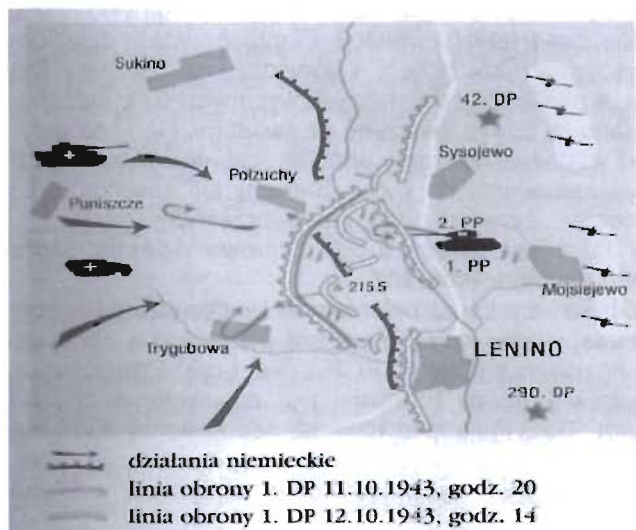 Sukino
42. DP
Sysojewo
Połzuchy
Puniszcze
2. PP
1. PP
215.5
Mojsiejewo
Trygubowa
LENINO
290. DP
działania niemieckie
linia obrony 1. DP 11.10.1943, godz. 20
linia obrony 1. DP 12.10.1943, godz. 14